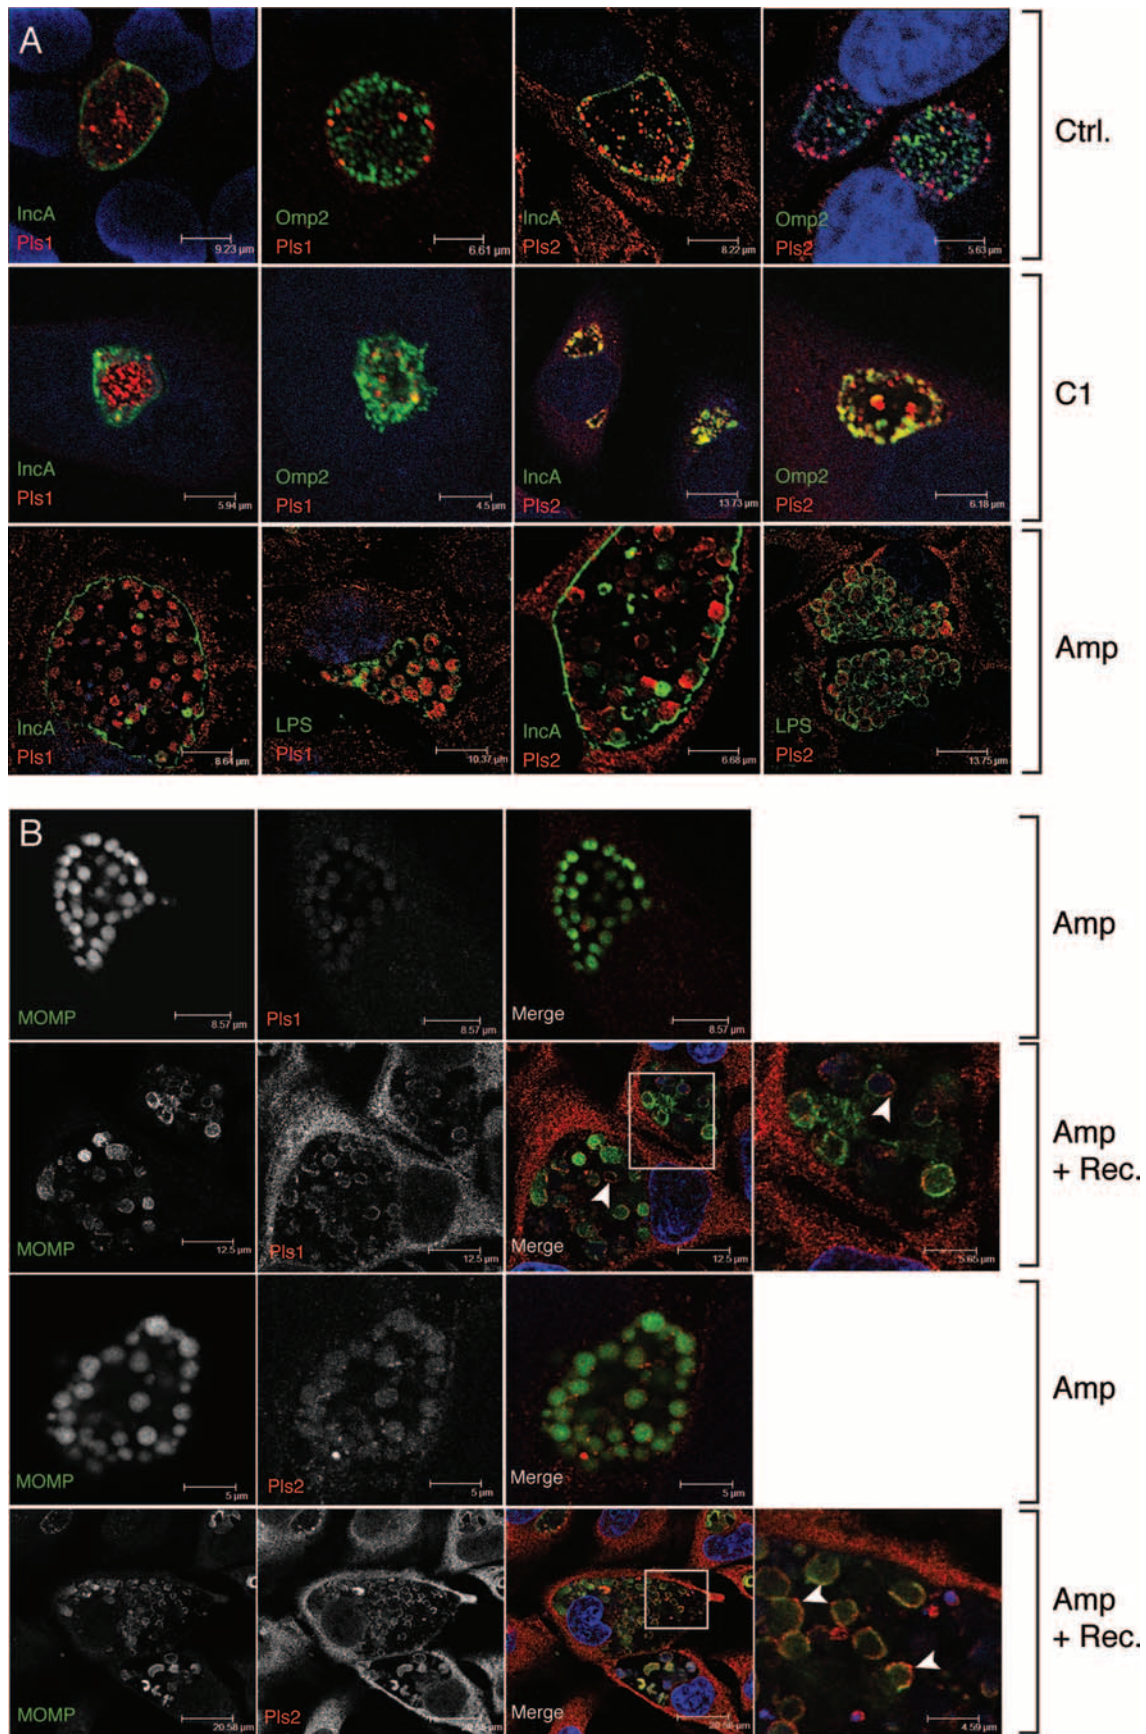 A
IncA
Pls1
9.23 µm
Omp2
Pls1
6.61 µm
IncA
Pls2
8.22 µm
Omp2
Pls2
5.63 µm
Ctrl.
IncA
Pls1
5.94 µm
Omp2
Pls1
4.5 µm
IncA
Pls2
13.73 µm
Omp2
Pls2
6.18 µm
C1
IncA
Pls1
8.64 µm
LPS
Pls1
10.37 µm
IncA
Pls2
6.68 µm
LPS
Pls2
13.75 µm
Amp
B
MOMP
8.57 µm
Pls1
8.57 µm
Merge
8.57 µm
Amp
MOMP
12.5 µm
Pls1
12.5 µm
Merge
12.5 µm
5.65 µm
Amp
+ Rec.
MOMP
5 µm
Pls2
5 µm
Merge
5 µm
Amp
MOMP
20.58 µm
Pls2
20.58 µm
Merge
20.58 µm
4.59 µm
Amp
+ Rec.